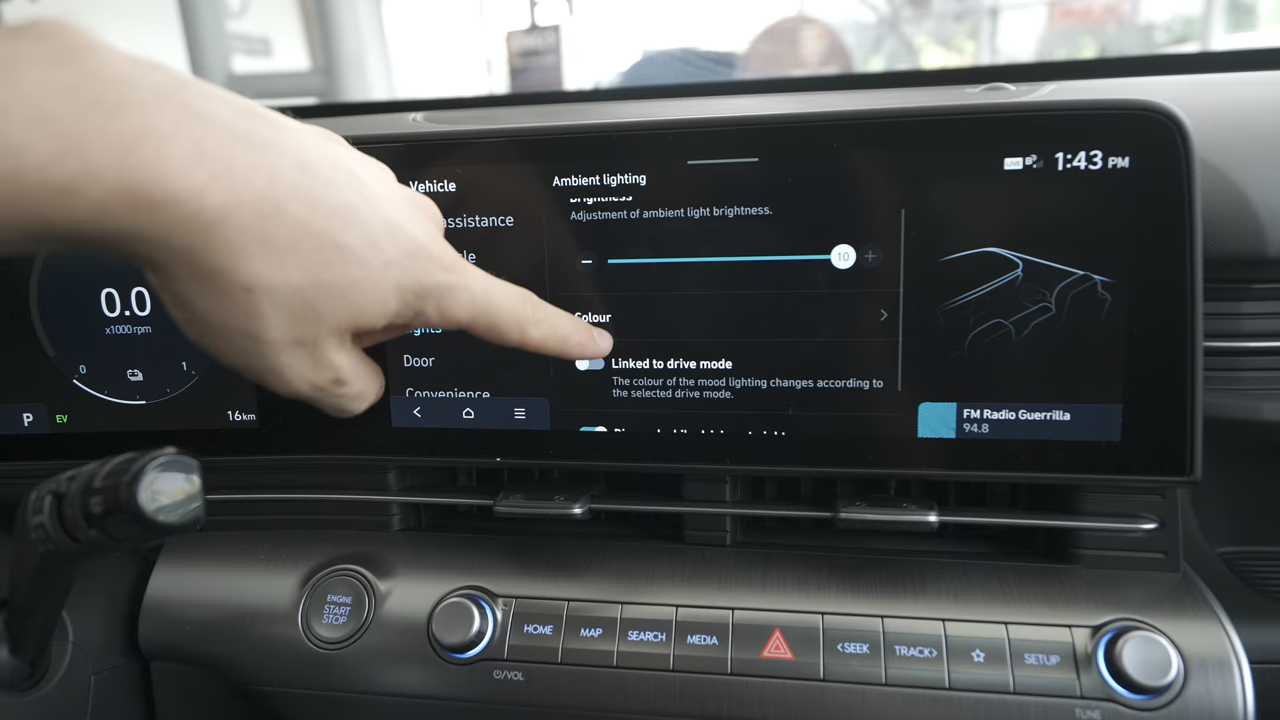 LIVE
1:43 PM
Vehicle
Ambient lighting
Brightness
assistance
Adjustment of ambient light brightness.
10
0.0
x1000 rpm
Colour
0
1
Door
Linked to drive mode
The colour of the mood lighting changes according to
the selected drive mode.
Convenience
P
EV
16km
FM Radio Guerrilla
94.8
ENGINE
START
STOP
HOME
MAP
SEARCH
MEDIA
<SEEK
TRACK>
SETUP
/VOL
TUNE